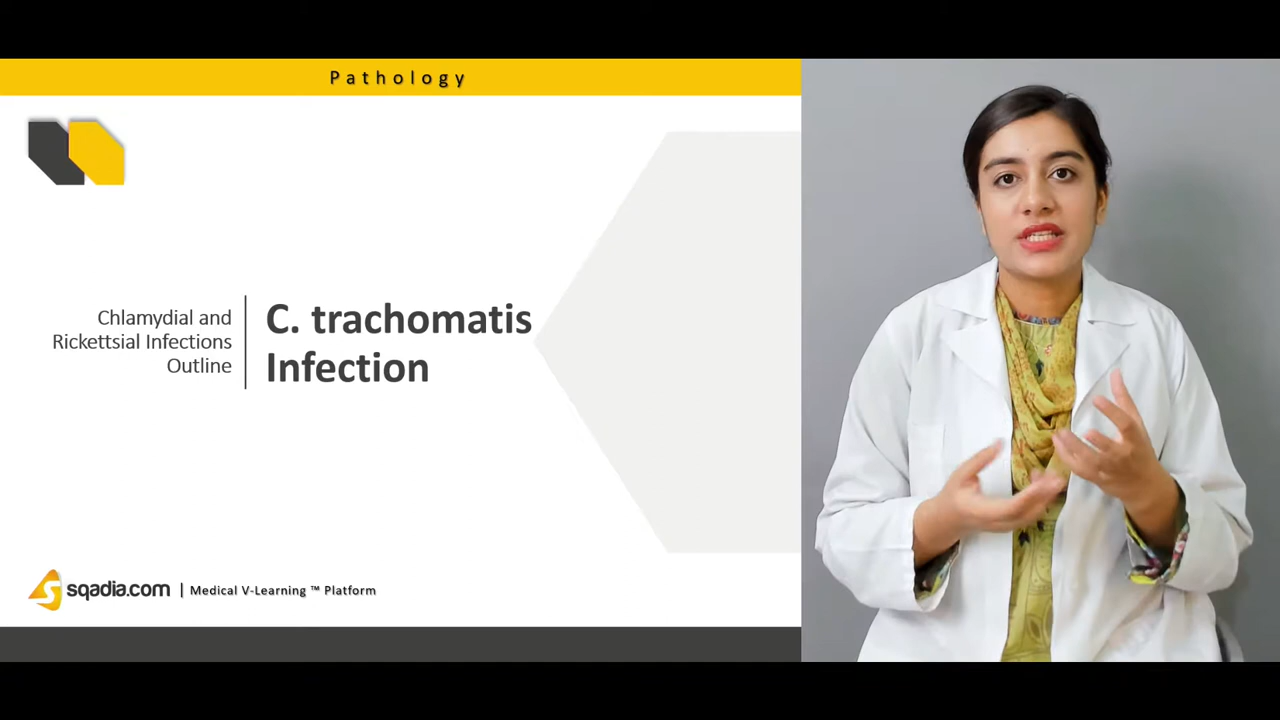 Pathology
Chlamydial and
Rickettsial Infections
Outline
C. trachomatis
Infection
sqadia.com | Medical V-Learning ™ Platform